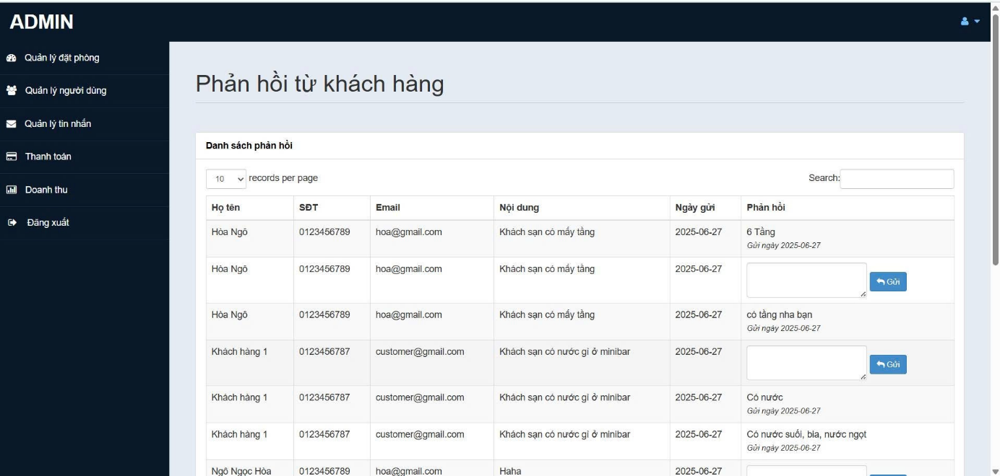 ADMIN
Quản lý đặt phòng
Quản lý người dùng
Quản lý tin nhắn
Thanh toán
Doanh thu
Đăng xuất
Phản hồi từ khách hàng
Danh sách phản hồi
10 records per page
Search:
Họ tên SĐT Email Nội dung Ngày gửi Phản hồi
Hòa Ngô 0123456789 hoa@gmail.com Khách sạn có mấy tầng 2025-06-27 6 Tầng
Gửi ngày 2025-06-27
Hòa Ngô 0123456789 hoa@gmail.com Khách sạn có mấy tầng 2025-06-27
Gửi
Hòa Ngô 0123456789 hoa@gmail.com Khách sạn có mấy tầng 2025-06-27 có tầng nha bạn
Gửi ngày 2025-06-27
Khách hàng 1 0123456787 customer@gmail.com Khách sạn có nước gì ở minibar 2025-06-27
Gửi
Khách hàng 1 0123456787 customer@gmail.com Khách sạn có nước gì ở minibar 2025-06-27 Có nước
Gửi ngày 2025-06-27
Khách hàng 1 0123456787 customer@gmail.com Khách sạn có nước gì ở minibar 2025-06-27 Có nước suối, bia, nước ngọt
Gửi ngày 2025-06-27
Ngô Ngọc Hòa 0123456789 hoa@gmail.com Haha 2025-06-27